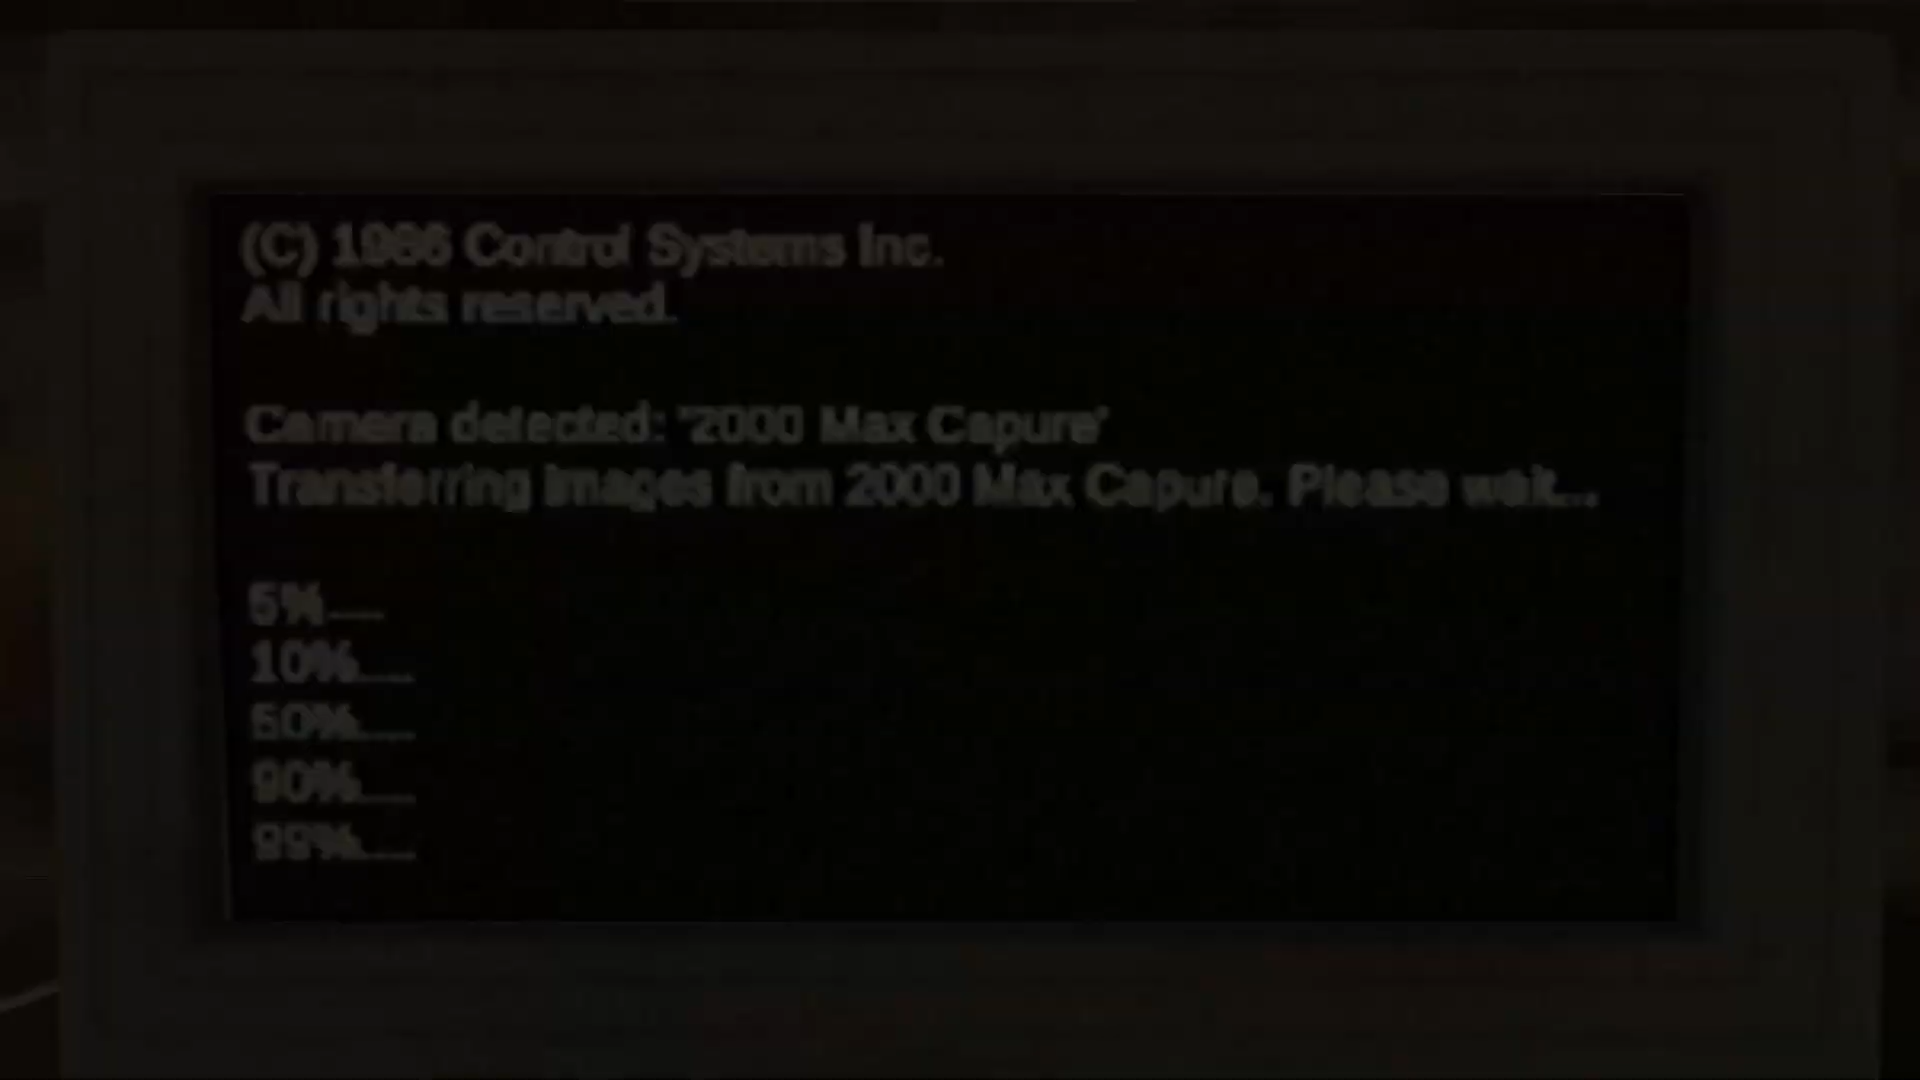 (C) 1986 Control Systems Inc.
All rights reserved.
Camera detected: '2000 Max Capure'
Transferring images from 2000 Max Capure. Please wait...
5%.....
10%.....
50%.....
90%.....
99%.....